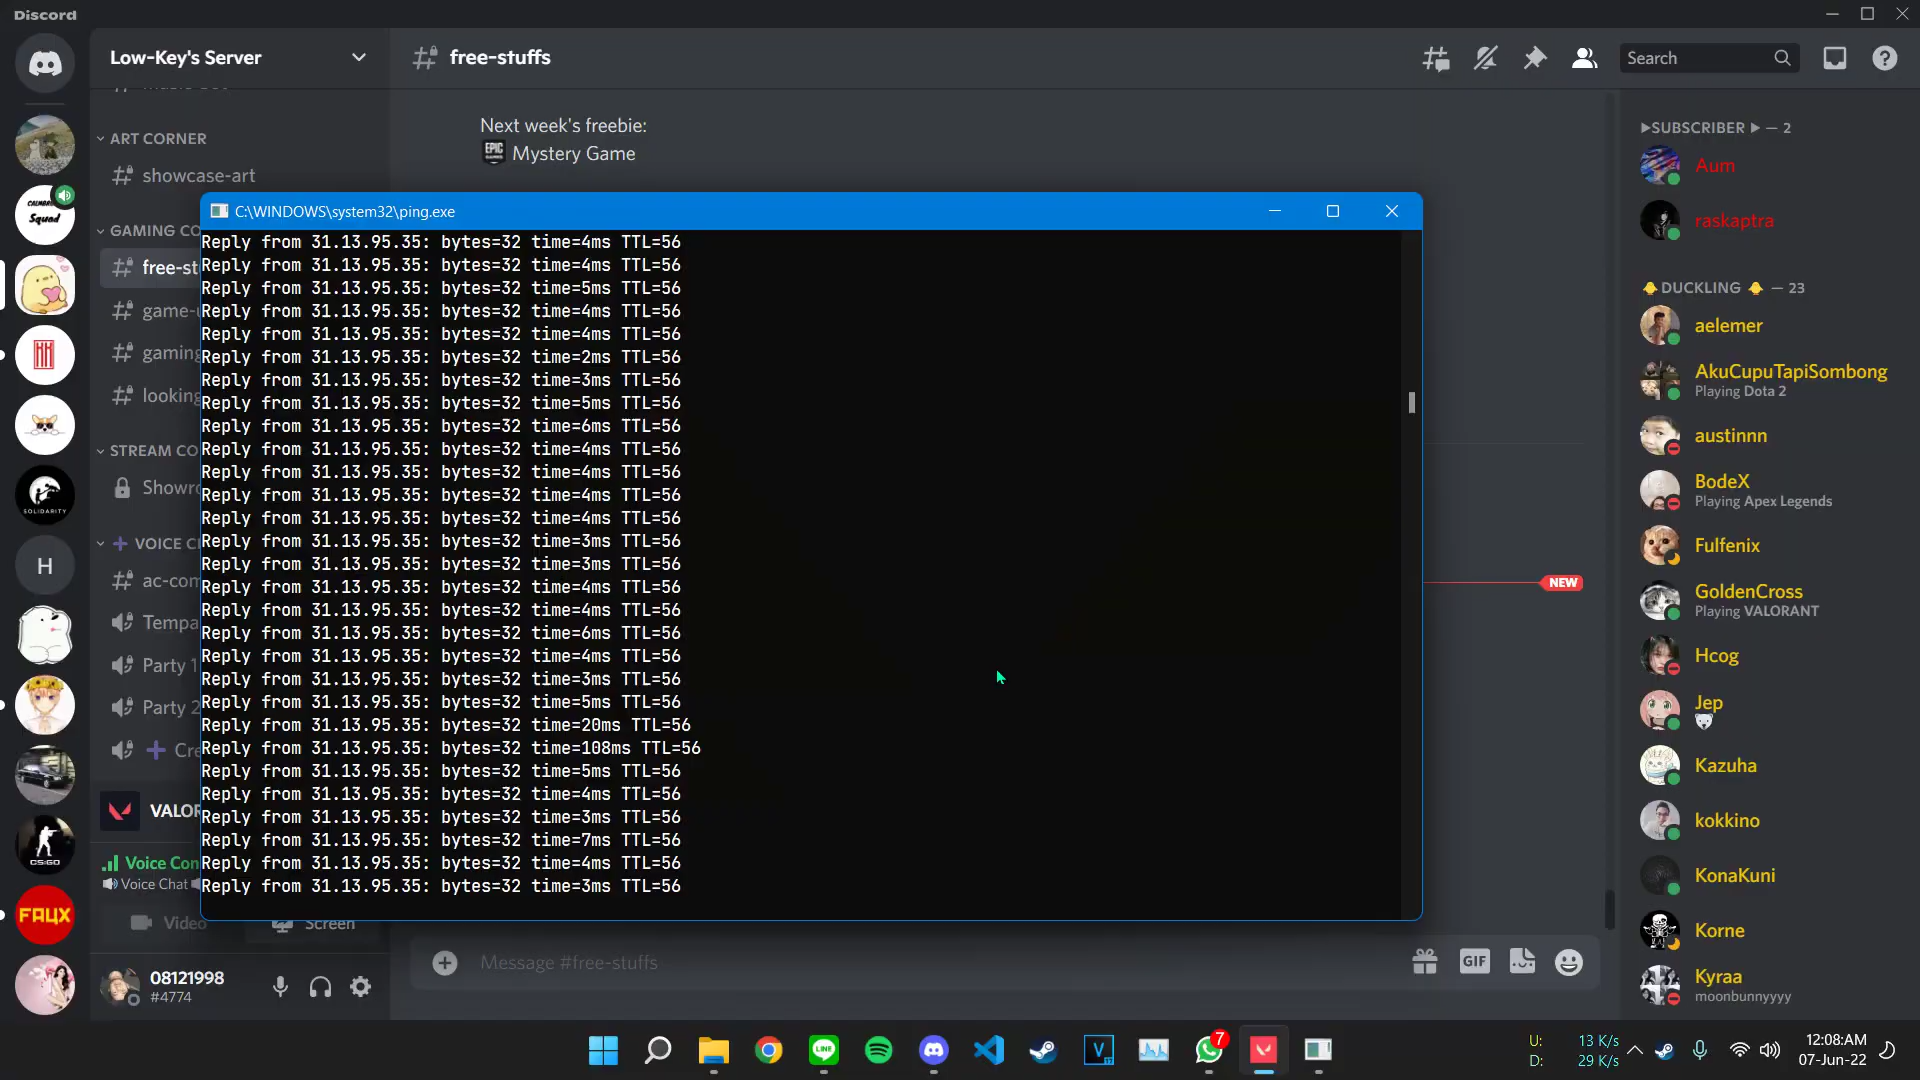 Discord
Low-Key's Server
free-stuffs
Search
Next week's freebie:
EPIC GAMES Mystery Game
ART CORNER
showcase-art
GAMING CO
free-st
game-
gaming
looking
STREAM CO
Showr
VOICE C
ac-com
Tempa
Party 1
Party 2
Cre
VALOR
Voice Con
Voice Chat
Video
Screen
08121998
#4774
C:\WINDOWS\system32\ping.exe
Reply from 31.13.95.35: bytes=32 time=4ms TTL=56
Reply from 31.13.95.35: bytes=32 time=4ms TTL=56
Reply from 31.13.95.35: bytes=32 time=5ms TTL=56
Reply from 31.13.95.35: bytes=32 time=4ms TTL=56
Reply from 31.13.95.35: bytes=32 time=4ms TTL=56
Reply from 31.13.95.35: bytes=32 time=2ms TTL=56
Reply from 31.13.95.35: bytes=32 time=3ms TTL=56
Reply from 31.13.95.35: bytes=32 time=5ms TTL=56
Reply from 31.13.95.35: bytes=32 time=6ms TTL=56
Reply from 31.13.95.35: bytes=32 time=4ms TTL=56
Reply from 31.13.95.35: bytes=32 time=4ms TTL=56
Reply from 31.13.95.35: bytes=32 time=4ms TTL=56
Reply from 31.13.95.35: bytes=32 time=4ms TTL=56
Reply from 31.13.95.35: bytes=32 time=3ms TTL=56
Reply from 31.13.95.35: bytes=32 time=3ms TTL=56
Reply from 31.13.95.35: bytes=32 time=4ms TTL=56
Reply from 31.13.95.35: bytes=32 time=4ms TTL=56
Reply from 31.13.95.35: bytes=32 time=6ms TTL=56
Reply from 31.13.95.35: bytes=32 time=4ms TTL=56
Reply from 31.13.95.35: bytes=32 time=3ms TTL=56
Reply from 31.13.95.35: bytes=32 time=5ms TTL=56
Reply from 31.13.95.35: bytes=32 time=20ms TTL=56
Reply from 31.13.95.35: bytes=32 time=108ms TTL=56
Reply from 31.13.95.35: bytes=32 time=5ms TTL=56
Reply from 31.13.95.35: bytes=32 time=4ms TTL=56
Reply from 31.13.95.35: bytes=32 time=3ms TTL=56
Reply from 31.13.95.35: bytes=32 time=7ms TTL=56
Reply from 31.13.95.35: bytes=32 time=4ms TTL=56
Reply from 31.13.95.35: bytes=32 time=3ms TTL=56
NEW
Message #free-stuffs
GIF
SUBSCRIBER — 2
Aum
raskaptra
DUCKLING — 23
aelemer
AkuCupuTapiSombong
Playing Dota 2
austinnn
BodeX
Playing Apex Legends
Fulfenix
GoldenCross
Playing VALORANT
Hcog
Jep
Kazuha
kokkino
KonaKuni
Korne
Kyraa
moonbunnyyyy
Squad
SOLIDARITY
H
CS:GO
FAUX
LINE
V
7
U: 13 K/s
D: 29 K/s
12:08AM
07-Jun-22